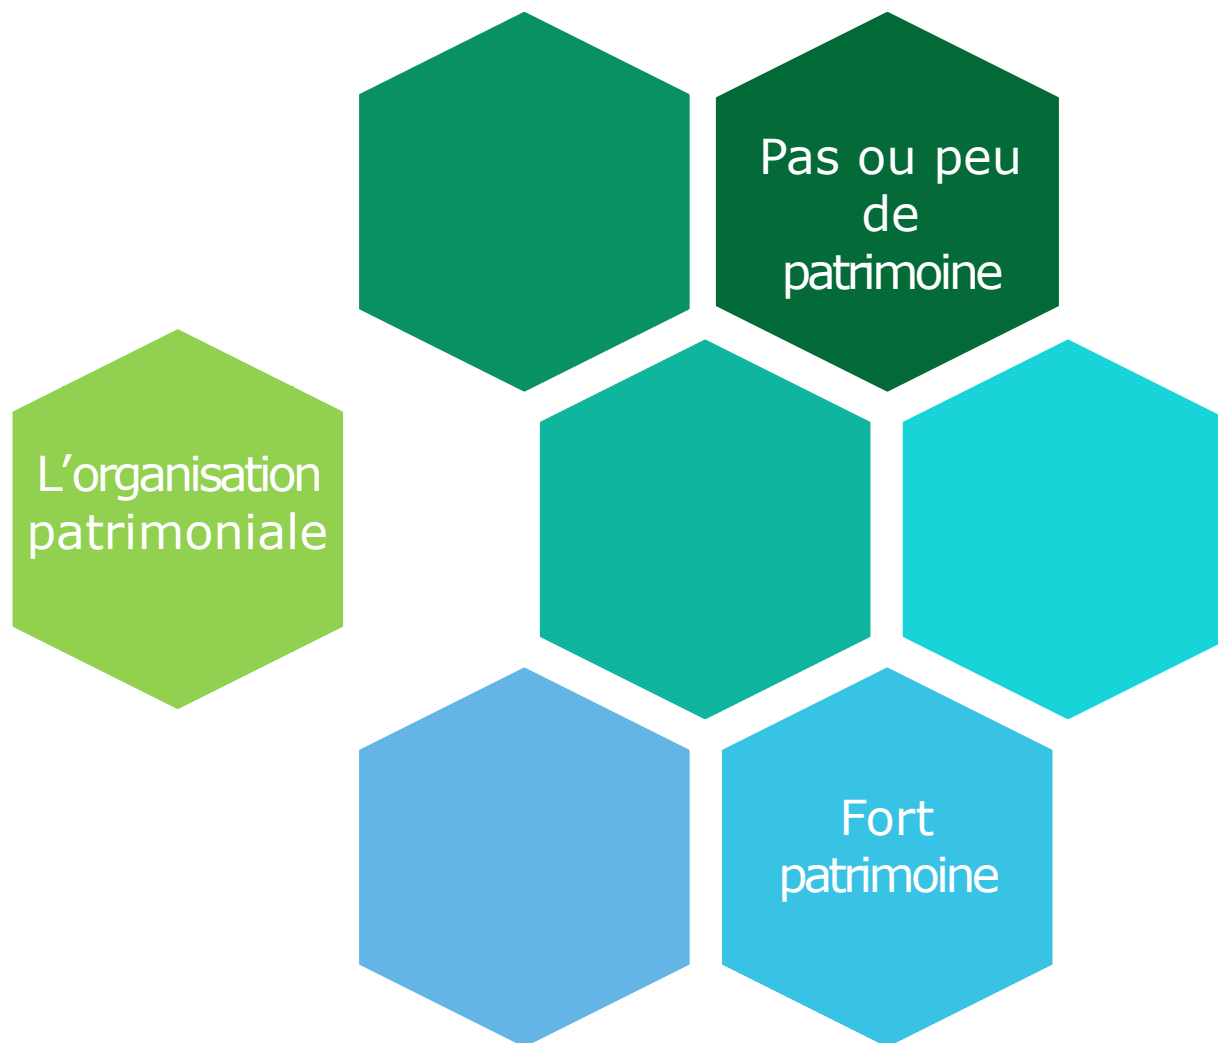 Pas ou peu
de
patrimoine
L’organisation
patrimoniale
Fort
patrimoine